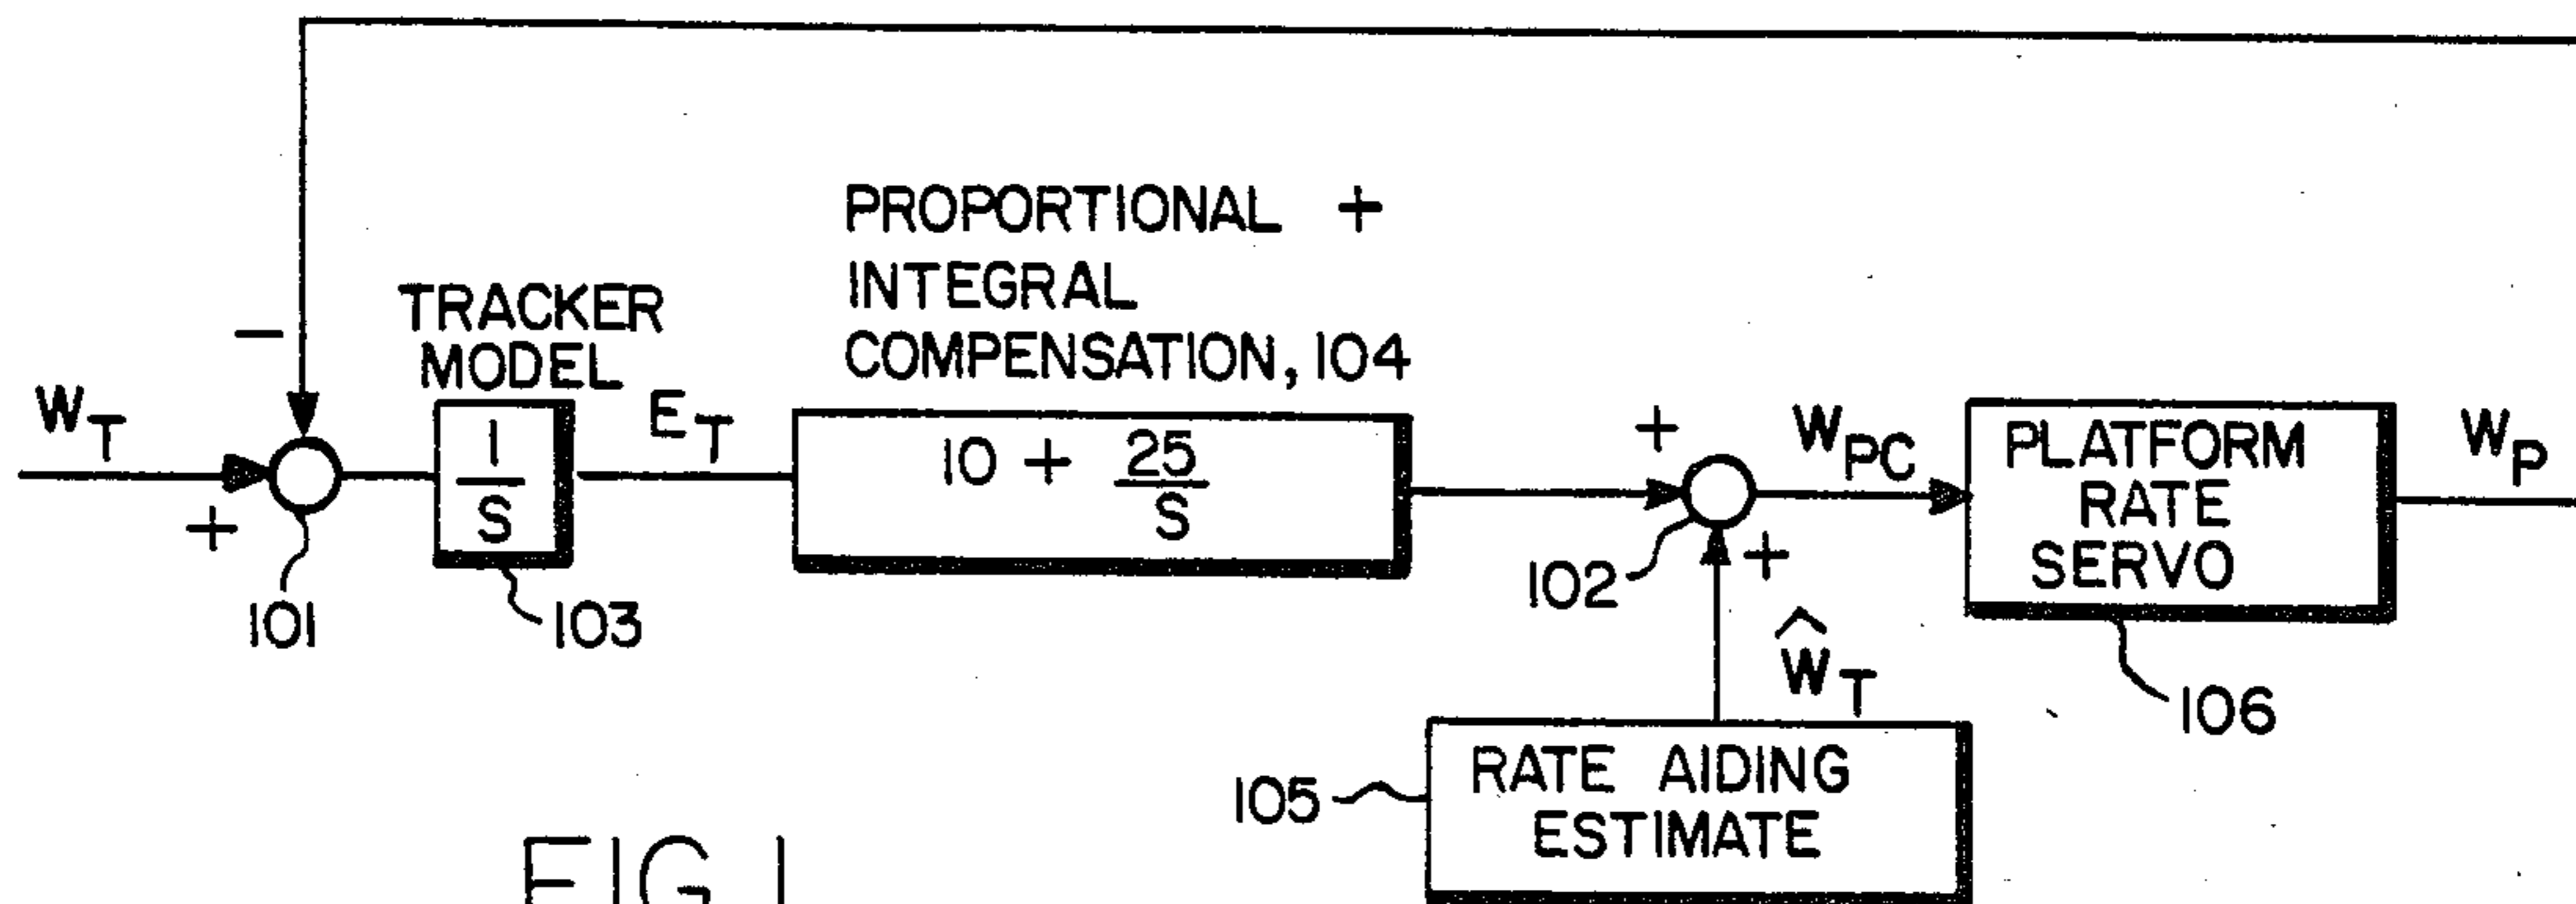 PROPORTIONAL +
INTEGRAL
COMPENSATION, 104
TRACKER
MODEL
−
W_T
+
101
1
S
103
E_T
10 + 25/S
+
102
+
W_PC
PLATFORM
RATE
SERVO
106
W_P
Ŵ_T
105
RATE AIDING
ESTIMATE
FIG. 1